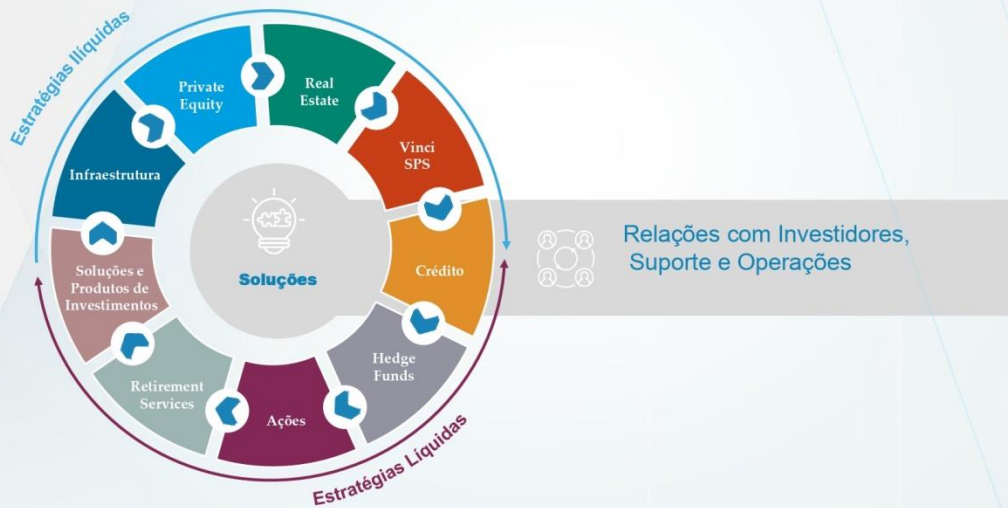 Estratégias Ilíquidas
Private
Equity
Real
Estate
Vinci
SPS
Infraestrutura
Crédito
Soluções e
Produtos de
Investimentos
Soluções
Relações com Investidores,
Suporte e Operações
Hedge
Funds
Retirement
Services
Ações
Estratégias Líquidas